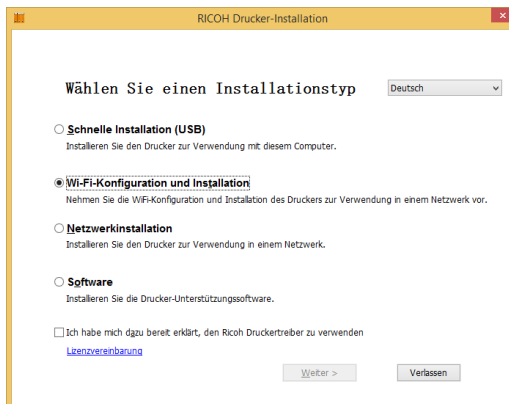 RICOH Drucker-Installation
Wählen Sie einen Installationstyp
Deutsch
Schnelle Installation (USB)
Installieren Sie den Drucker zur Verwendung mit diesem Computer.
Wi-Fi-Konfiguration und Installation
Nehmen Sie die WiFi-Konfiguration und Installation des Druckers zur Verwendung in einem Netzwerk vor.
Netzwerkinstallation
Installieren Sie den Drucker zur Verwendung in einem Netzwerk.
Software
Installieren Sie die Drucker-Unterstützungssoftware.
Ich habe mich dazu bereit erklärt, den Ricoh Druckertreiber zu verwenden
Lizenzvereinbarung
Weiter >
Verlassen